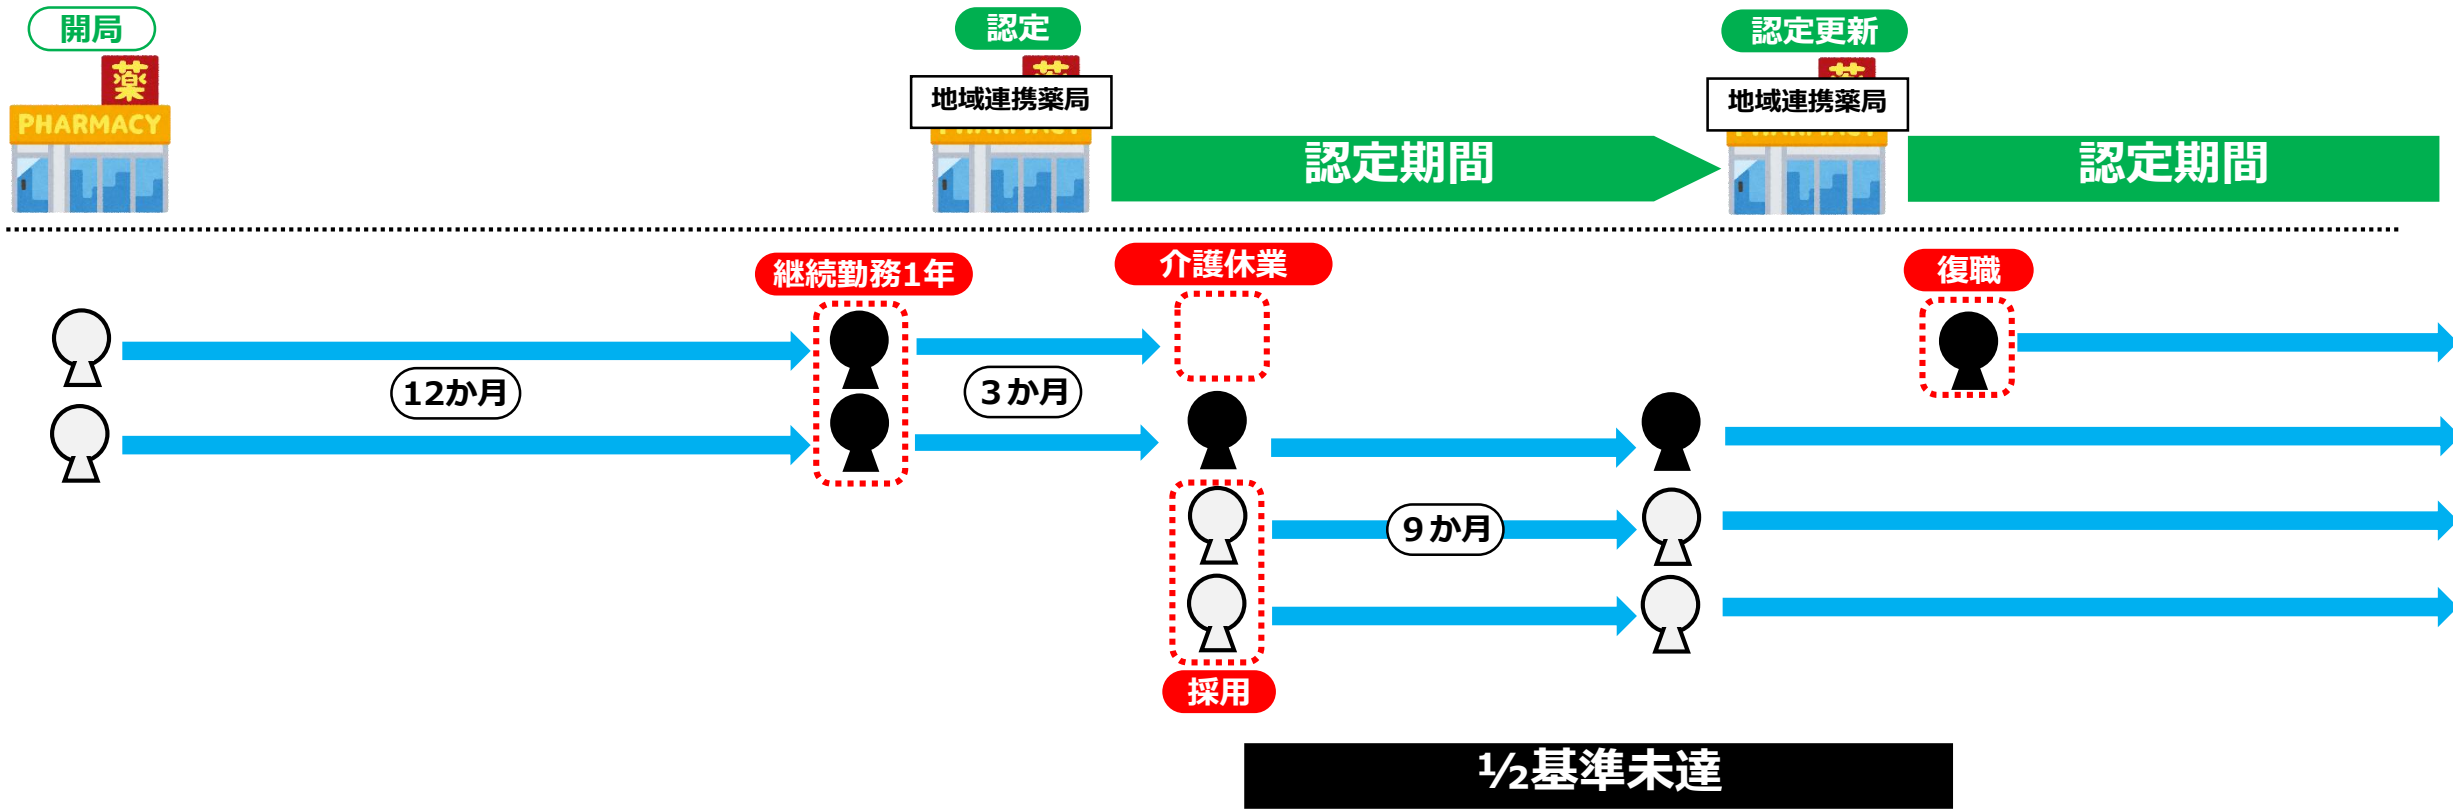 開局
認定
認定更新
薬
PHARMACY
地域連携薬局
地域連携薬局
認定期間
認定期間
継続勤務1年
介護休業
復職
12か月
3か月
9か月
採用
½基準未達